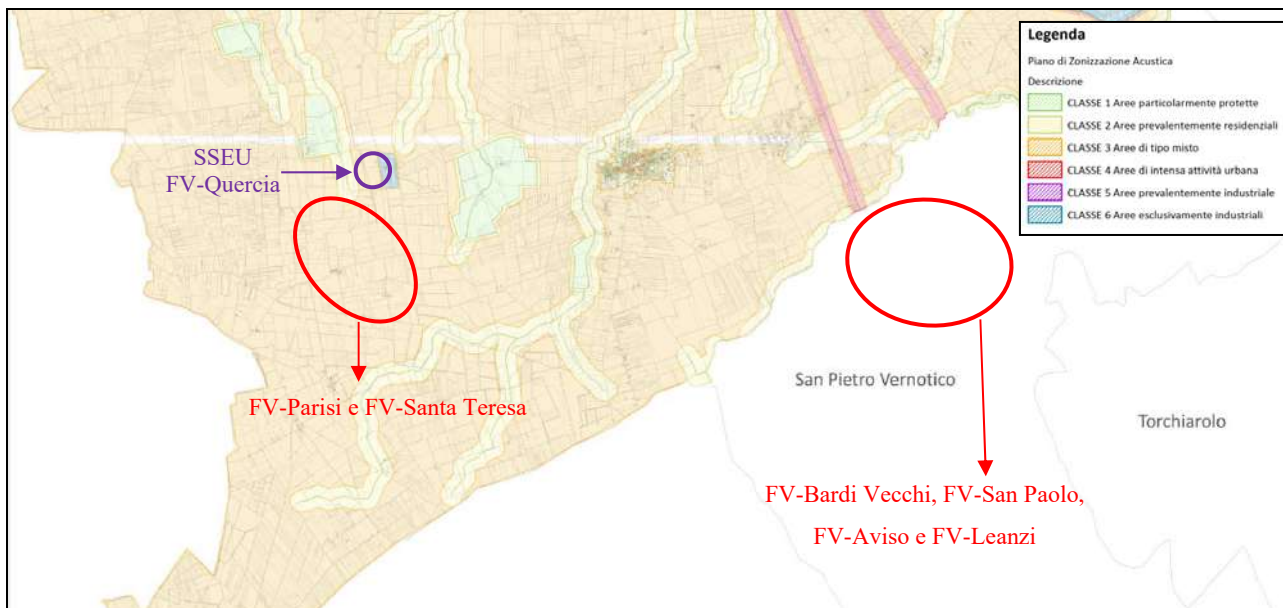 Legenda
Piano di Zonizzazione Acustica
Descrizione
CLASSE 1 Aree particolarmente protette
CLASSE 2 Aree prevalentemente residenziali
CLASSE 3 Aree di tipo misto
CLASSE 4 Aree di intensa attività urbana
CLASSE 5 Aree prevalentemente industriale
CLASSE 6 Aree esclusivamente industriali
SSEU
FV-Quercia
FV-Parisi e FV-Santa Teresa
San Pietro Vernotico
Torchiarolo
FV-Bardi Vecchi, FV-San Paolo,
FV-Aviso e FV-Leanzi